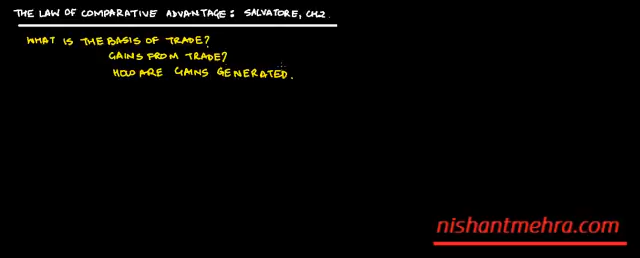 THE LAW OF COMPARATIVE ADVANTAGE: SALVATORE, CH2.
WHAT IS THE BASIS OF TRADE?
GAINS FROM TRADE?
HOW ARE GAINS GENERATED.
nishantmehra.com